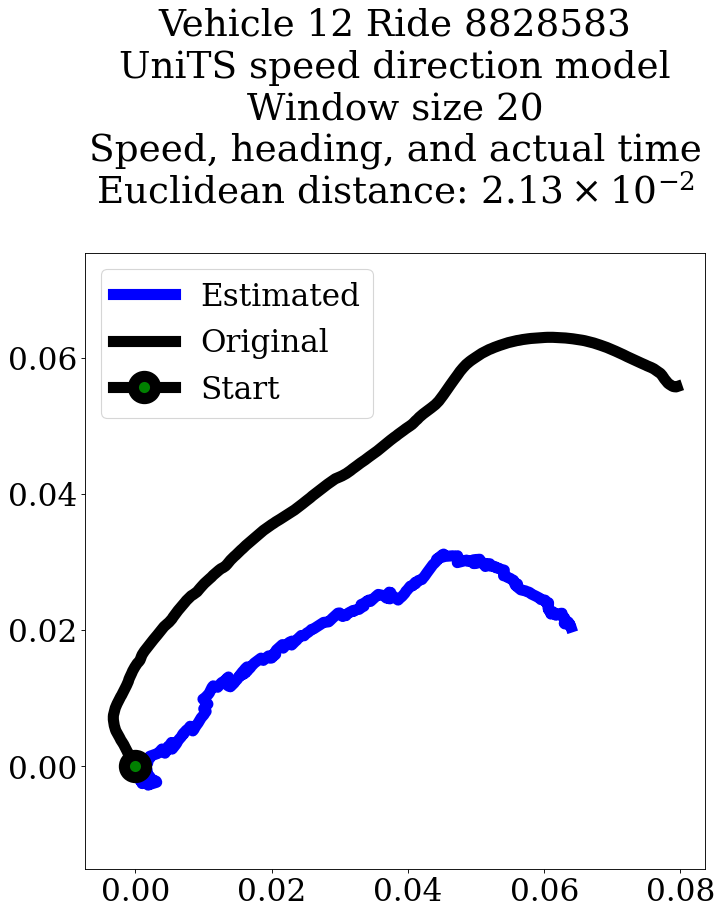 Vehicle 12 Ride 8828583
UniTS speed direction model
Window size 20
Speed, heading, and actual time
Euclidean distance: 2.13 × 10⁻²
Estimated
Original
Start
0.06
0.04
0.02
0.00
0.00 0.02 0.04 0.06 0.08